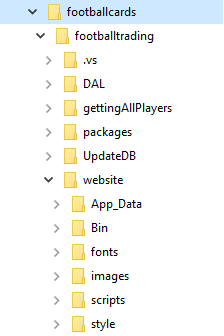 footballcards
footballtrading
.vs
DAL
gettingAllPlayers
packages
UpdateDB
website
App_Data
Bin
fonts
images
scripts
style